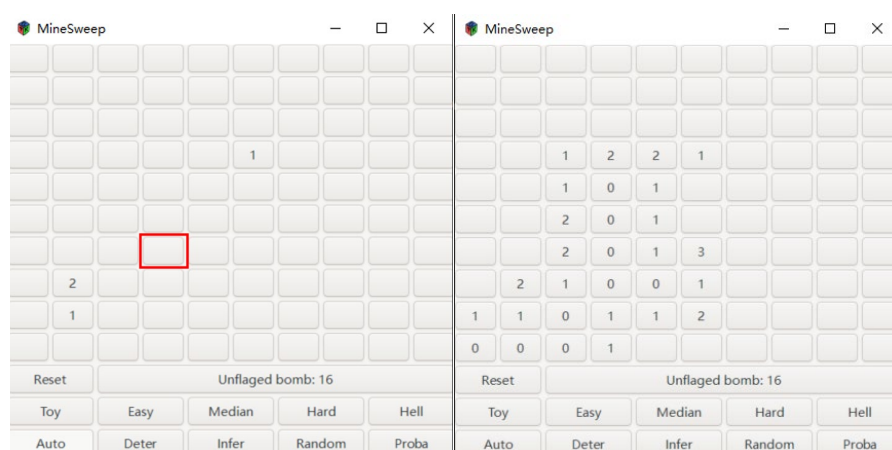 MineSweep
1
2
1
Reset Unflaged bomb: 16
Toy Easy Median Hard Hell
Auto Deter Infer Random Proba
MineSweep
1 2 2 1
1 0 1
2 0 1
2 0 1 3
2 1 0 0 1
1 1 0 1 1 2
0 0 0 1
Reset Unflaged bomb: 16
Toy Easy Median Hard Hell
Auto Deter Infer Random Proba